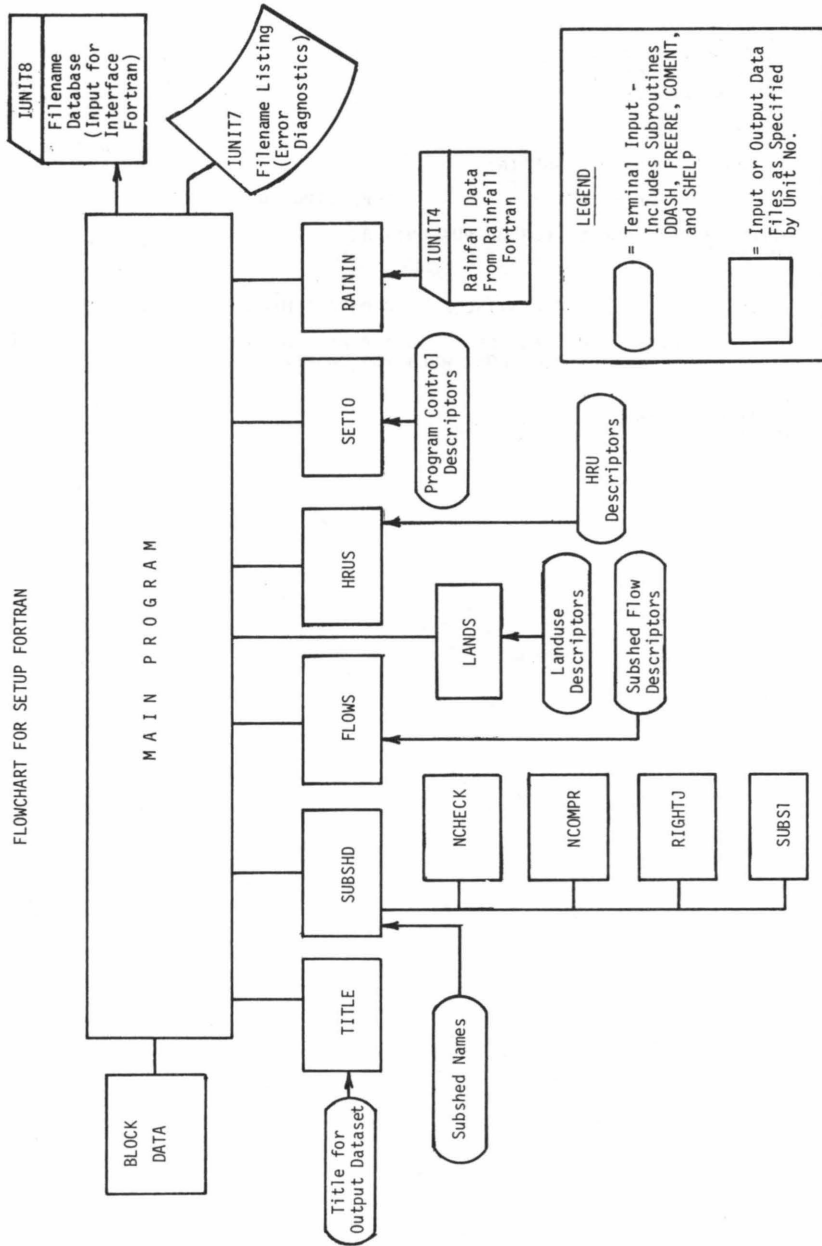 FLOWCHART FOR SETUP FORTRAN
BLOCK
DATA
MAIN PROGRAM
IUNIT8
Filename
Database
(Input for
Interface
Fortran)
IUNIT7
Filename Listing
(Error
Diagnostics)
TITLE
SUBSHD
FLOWS
LANDS
HRUS
SETIO
RAININ
Title for
Output Dataset
Subshed Names
NCHECK
NCOMPR
RIGHTJ
SUBS1
Landuse
Descriptors
Subshed Flow
Descriptors
HRU
Descriptors
Program Control
Descriptors
IUNIT4
Rainfall Data
From Rainfall
Fortran
LEGEND
= Terminal Input -
Includes Subroutines
DDASH, FREERE, COMENT,
and SHELP
= Input or Output Data
Files as Specified
by Unit No.